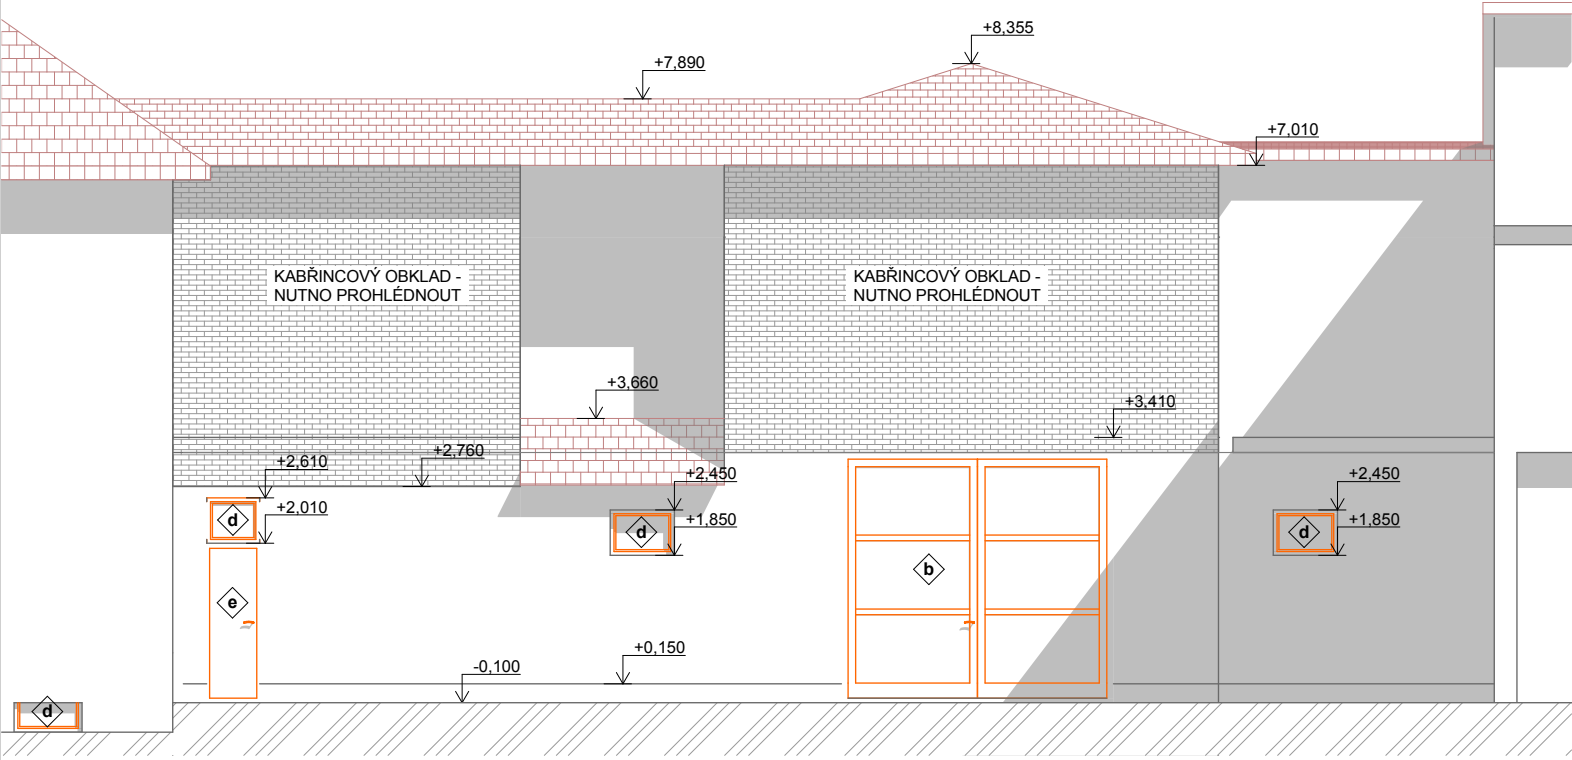 +8,355
+7,890
+7,010
KABŘINCOVÝ OBKLAD -
NUTNO PROHLÉDNOUT
KABŘINCOVÝ OBKLAD -
NUTNO PROHLÉDNOUT
+3,660
+3,410
+2,760
+2,610
+2,450
+2,450
+2,010
+1,850
+1,850
d
d
d
b
e
+0,150
-0,100
d